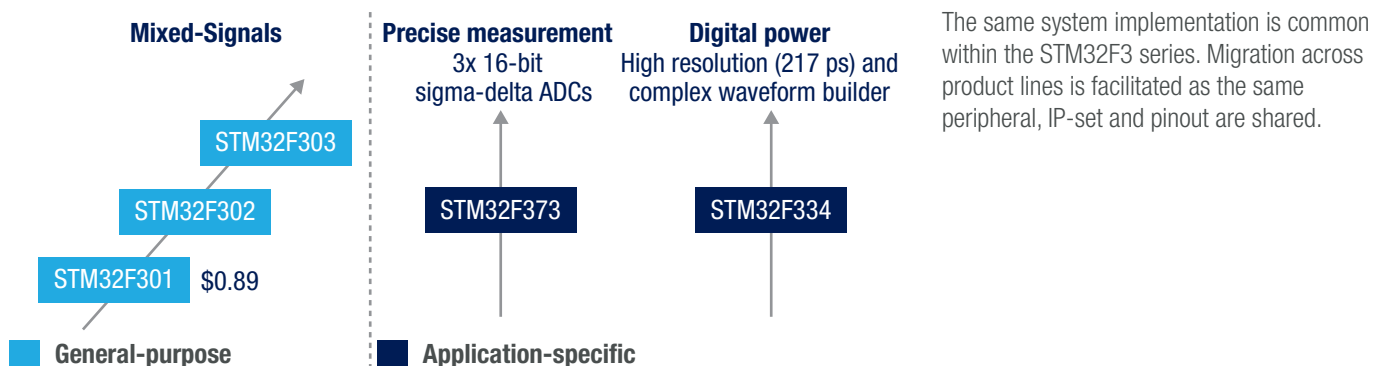 Mixed-Signals
STM32F303
STM32F302
STM32F301 $0.89
General-purpose
Precise measurement
3x 16-bit
sigma-delta ADCs
STM32F373
Digital power
High resolution (217 ps) and
complex waveform builder
STM32F334
Application-specific
The same system implementation is common
within the STM32F3 series. Migration across
product lines is facilitated as the same
peripheral, IP-set and pinout are shared.